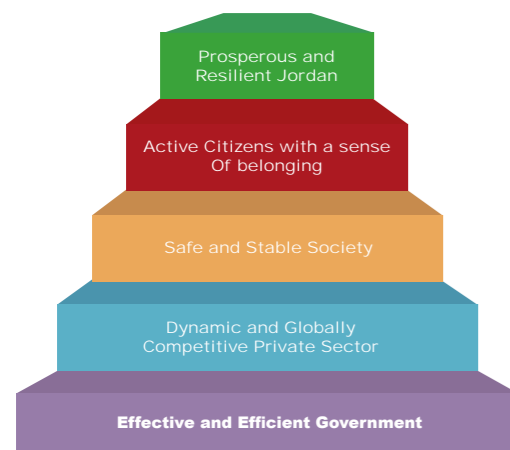 Prosperous and
Resilient Jordan
Active Citizens with a sense
Of belonging
Safe and Stable Society
Dynamic and Globally
Competitive Private Sector
Effective and Efficient Government